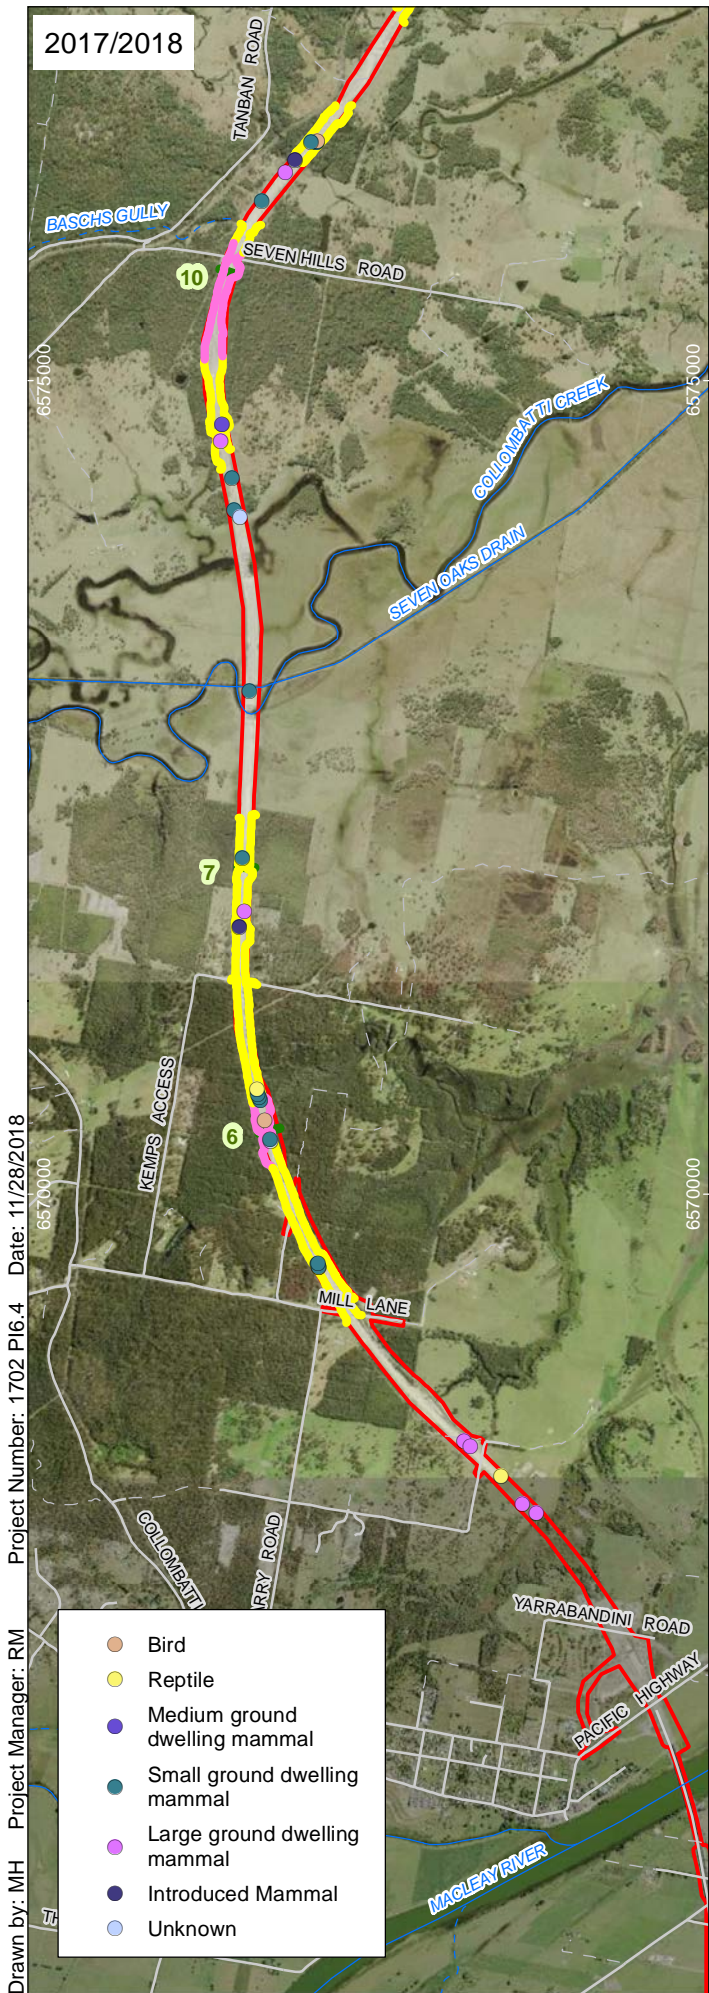 2017/2018
TANBAN ROAD
BASCHS GULLY
SEVEN HILLS ROAD
10
6575000
6575000
COLLOMBATTI CREEK
SEVEN OAKS DRAIN
7
KEMPS ACCESS
6
6570000
6570000
MILL LANE
COLLOMBATTI
ARRY ROAD
YARRABANDINI ROAD
PACIFIC HIGHWAY
MACLEAY RIVER
TH
Bird
Reptile
Medium ground
dwelling mammal
Small ground dwelling
mammal
Large ground dwelling
mammal
Introduced Mammal
Unknown
Drawn by: MH Project Manager: RM Project Number: 1702 PI6.4 Date: 11/28/2018